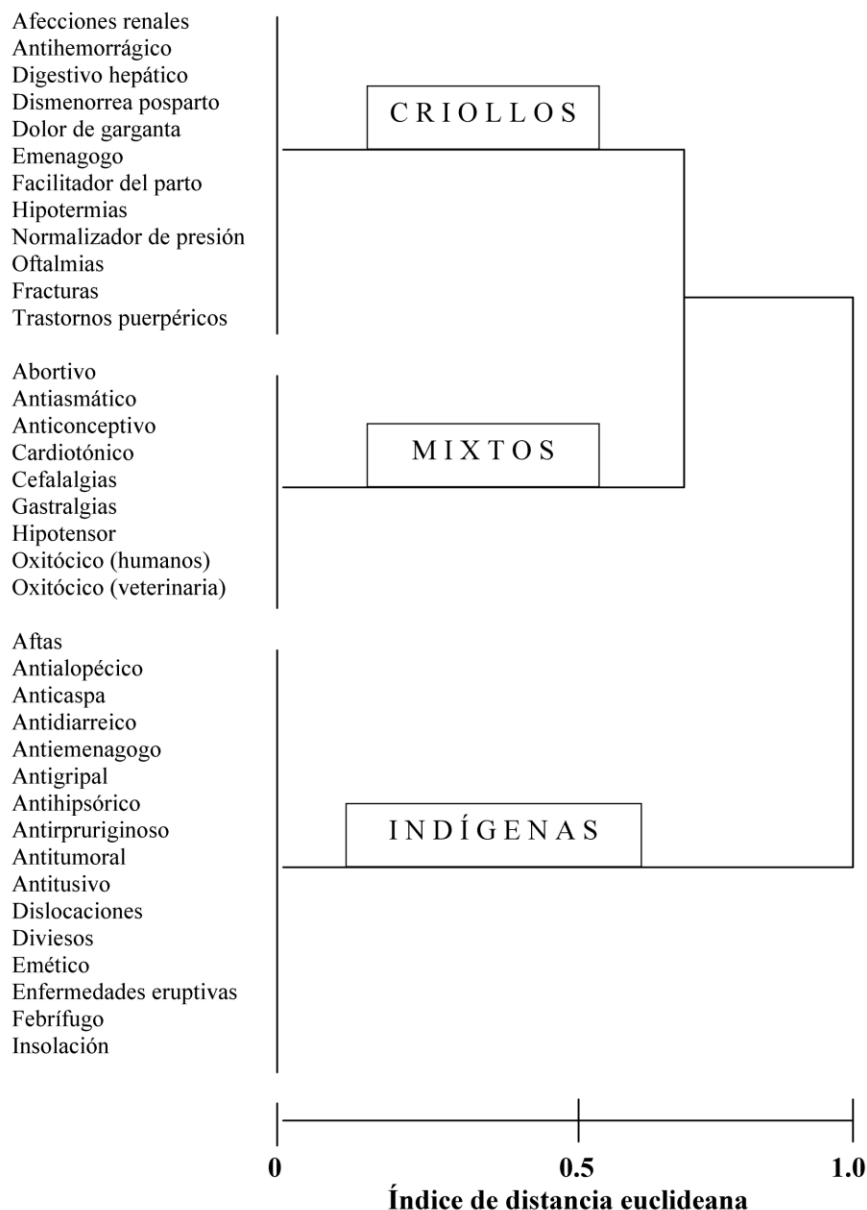 Afecciones renales
Antihemorrágico
Digestivo hepático
Dismenorrea posparto
Dolor de garganta
Emenagogo
Facilitador del parto
Hipotermias
Normalizador de presión
Oftalmias
Fracturas
Trastornos puerpéricos
CRIOLLOS
Abortivo
Antiasmático
Anticonceptivo
Cardiotónico
Cefalalgias
Gastralgias
Hipotensor
Oxitócico (humanos)
Oxitócico (veterinaria)
MIXTOS
Aftas
Antialopécico
Anticaspa
Antidiarreico
Antiemenagogo
Antigripal
Antihipsórico
Antirpruriginoso
Antitumoral
Antitusivo
Dislocaciones
Diviesos
Emético
Enfermedades eruptivas
Febrífugo
Insolación
INDÍGENAS
0 0.5 1.0
Índice de distancia euclideana